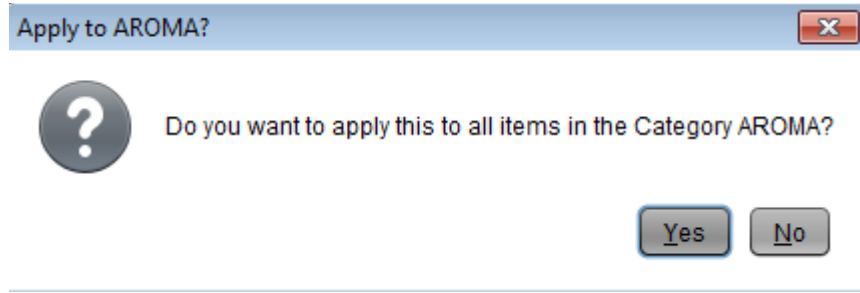 Apply to AROMA?
Do you want to apply this to all items in the Category AROMA?
Yes No